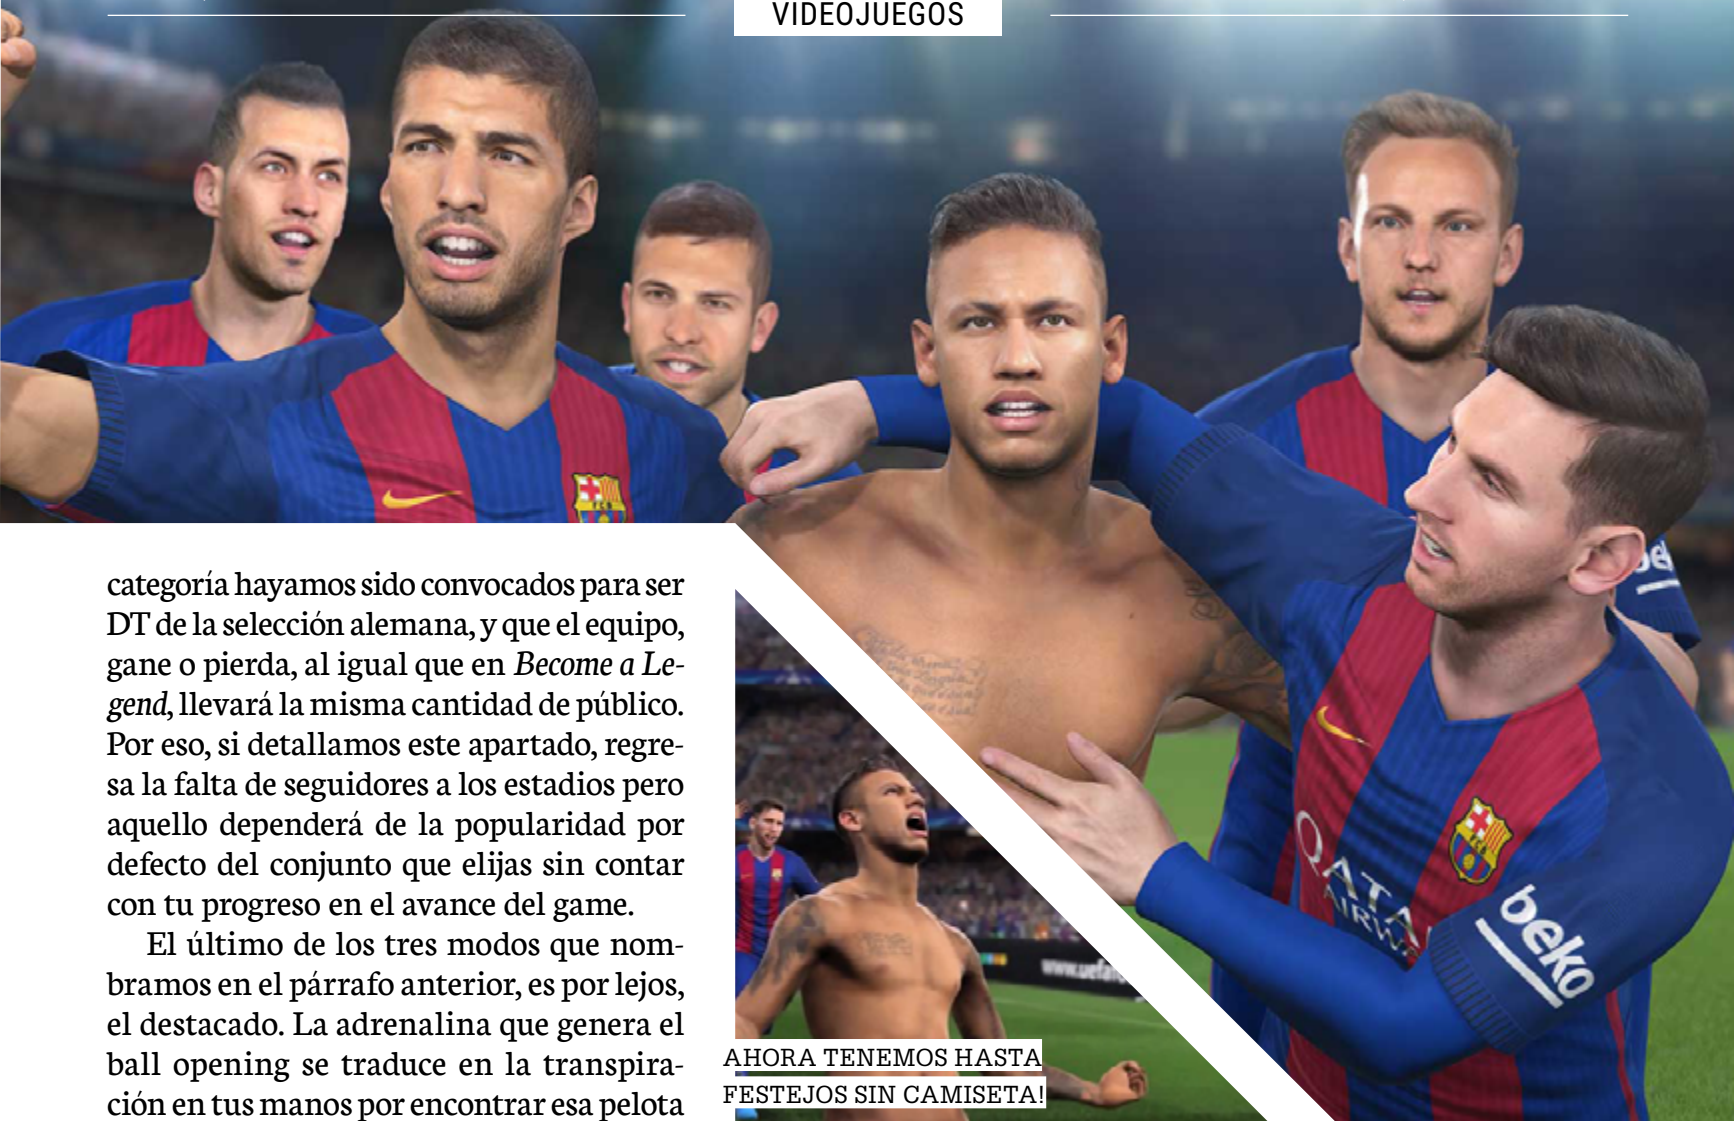 VIDEOJUEGOS
categoría hayamos sido convocados para ser
DT de la selección alemana, y que el equipo,
gane o pierda, al igual que en Become a Le-
gend, llevará la misma cantidad de público.
Por eso, si detallamos este apartado, regre-
sa la falta de seguidores a los estadios pero
aquello dependerá de la popularidad por
defecto del conjunto que elijas sin contar
con tu progreso en el avance del game.
El último de los tres modos que nom-
bramos en el párrafo anterior, es por lejos,
el destacado. La adrenalina que genera el
ball opening se traduce en la transpira-
ción en tus manos por encontrar esa pelota
AHORA TENEMOS HASTA
FESTEJOS SIN CAMISETA!
FCB
QATA
AIRW
beko